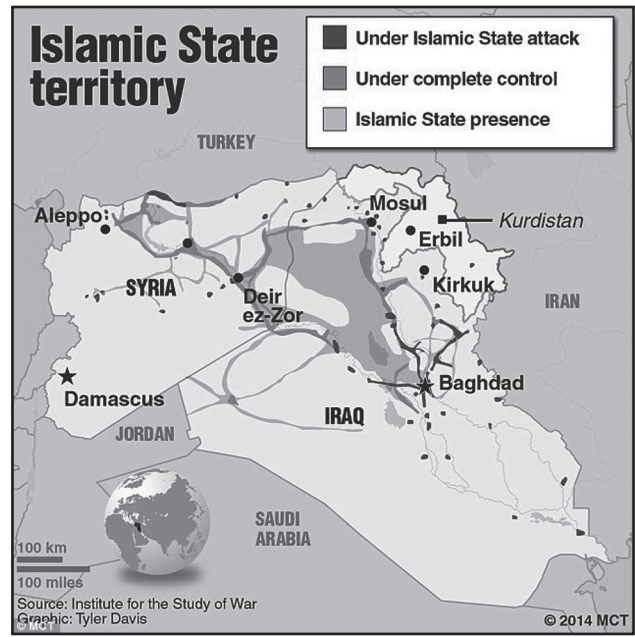 Islamic State
territory
Under Islamic State attack
Under complete control
Islamic State presence
TURKEY
Aleppo
Mosul
Kurdistan
Erbil
SYRIA
Kirkuk
Deir
ez-Zor
IRAN
Damascus
Baghdad
IRAQ
JORDAN
SAUDI
ARABIA
100 km
100 miles
Source: Institute for the Study of War
Graphic: Tyler Davis
© MCT
© 2014 MCT